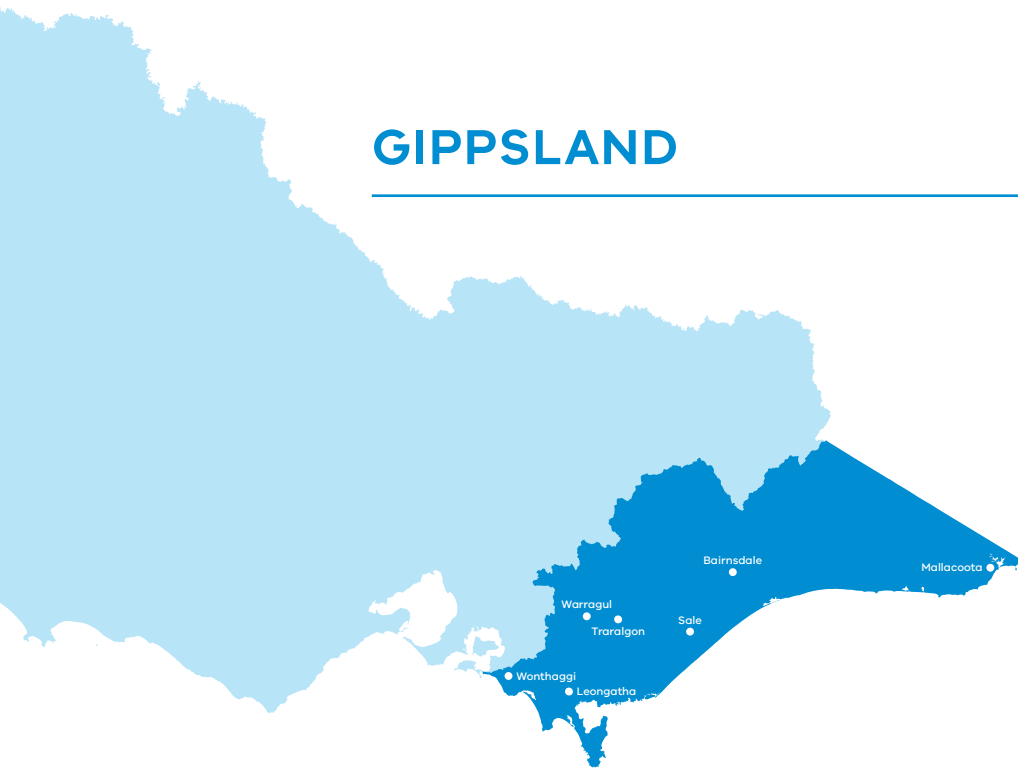 GIPPSLAND
Bairnsdale
Mallacoota
Warragul
Traralgon
Sale
Wonthaggi
Leongatha